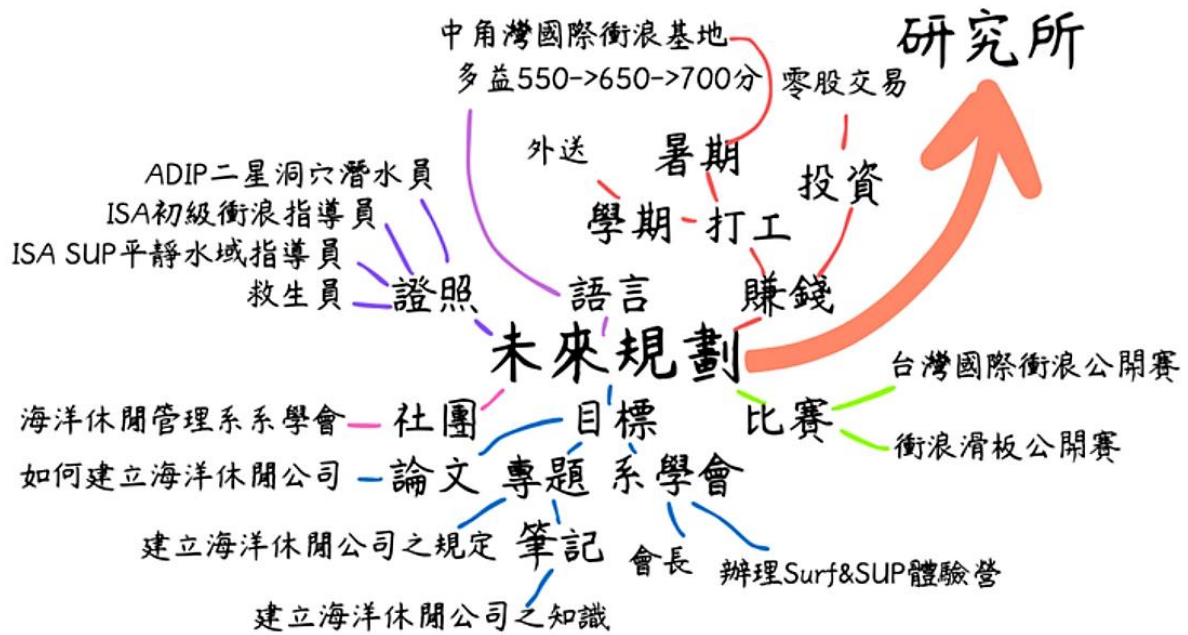 中角灣國際衝浪基地
研究所
多益550->650->700分
零股交易
外送
暑期
投資
ADIP二星洞穴潛水員
ISA初級衝浪指導員
學期
打工
ISA SUP平靜水域指導員
救生員
證照
語言
賺錢
未來規劃
台灣國際衝浪公開賽
海洋休閒管理系系學會
社團
目標
比賽
衝浪滑板公開賽
如何建立海洋休閒公司
論文
專題
系學會
建立海洋休閒公司之規定
筆記
會長
辦理Surf&SUP體驗營
建立海洋休閒公司之知識